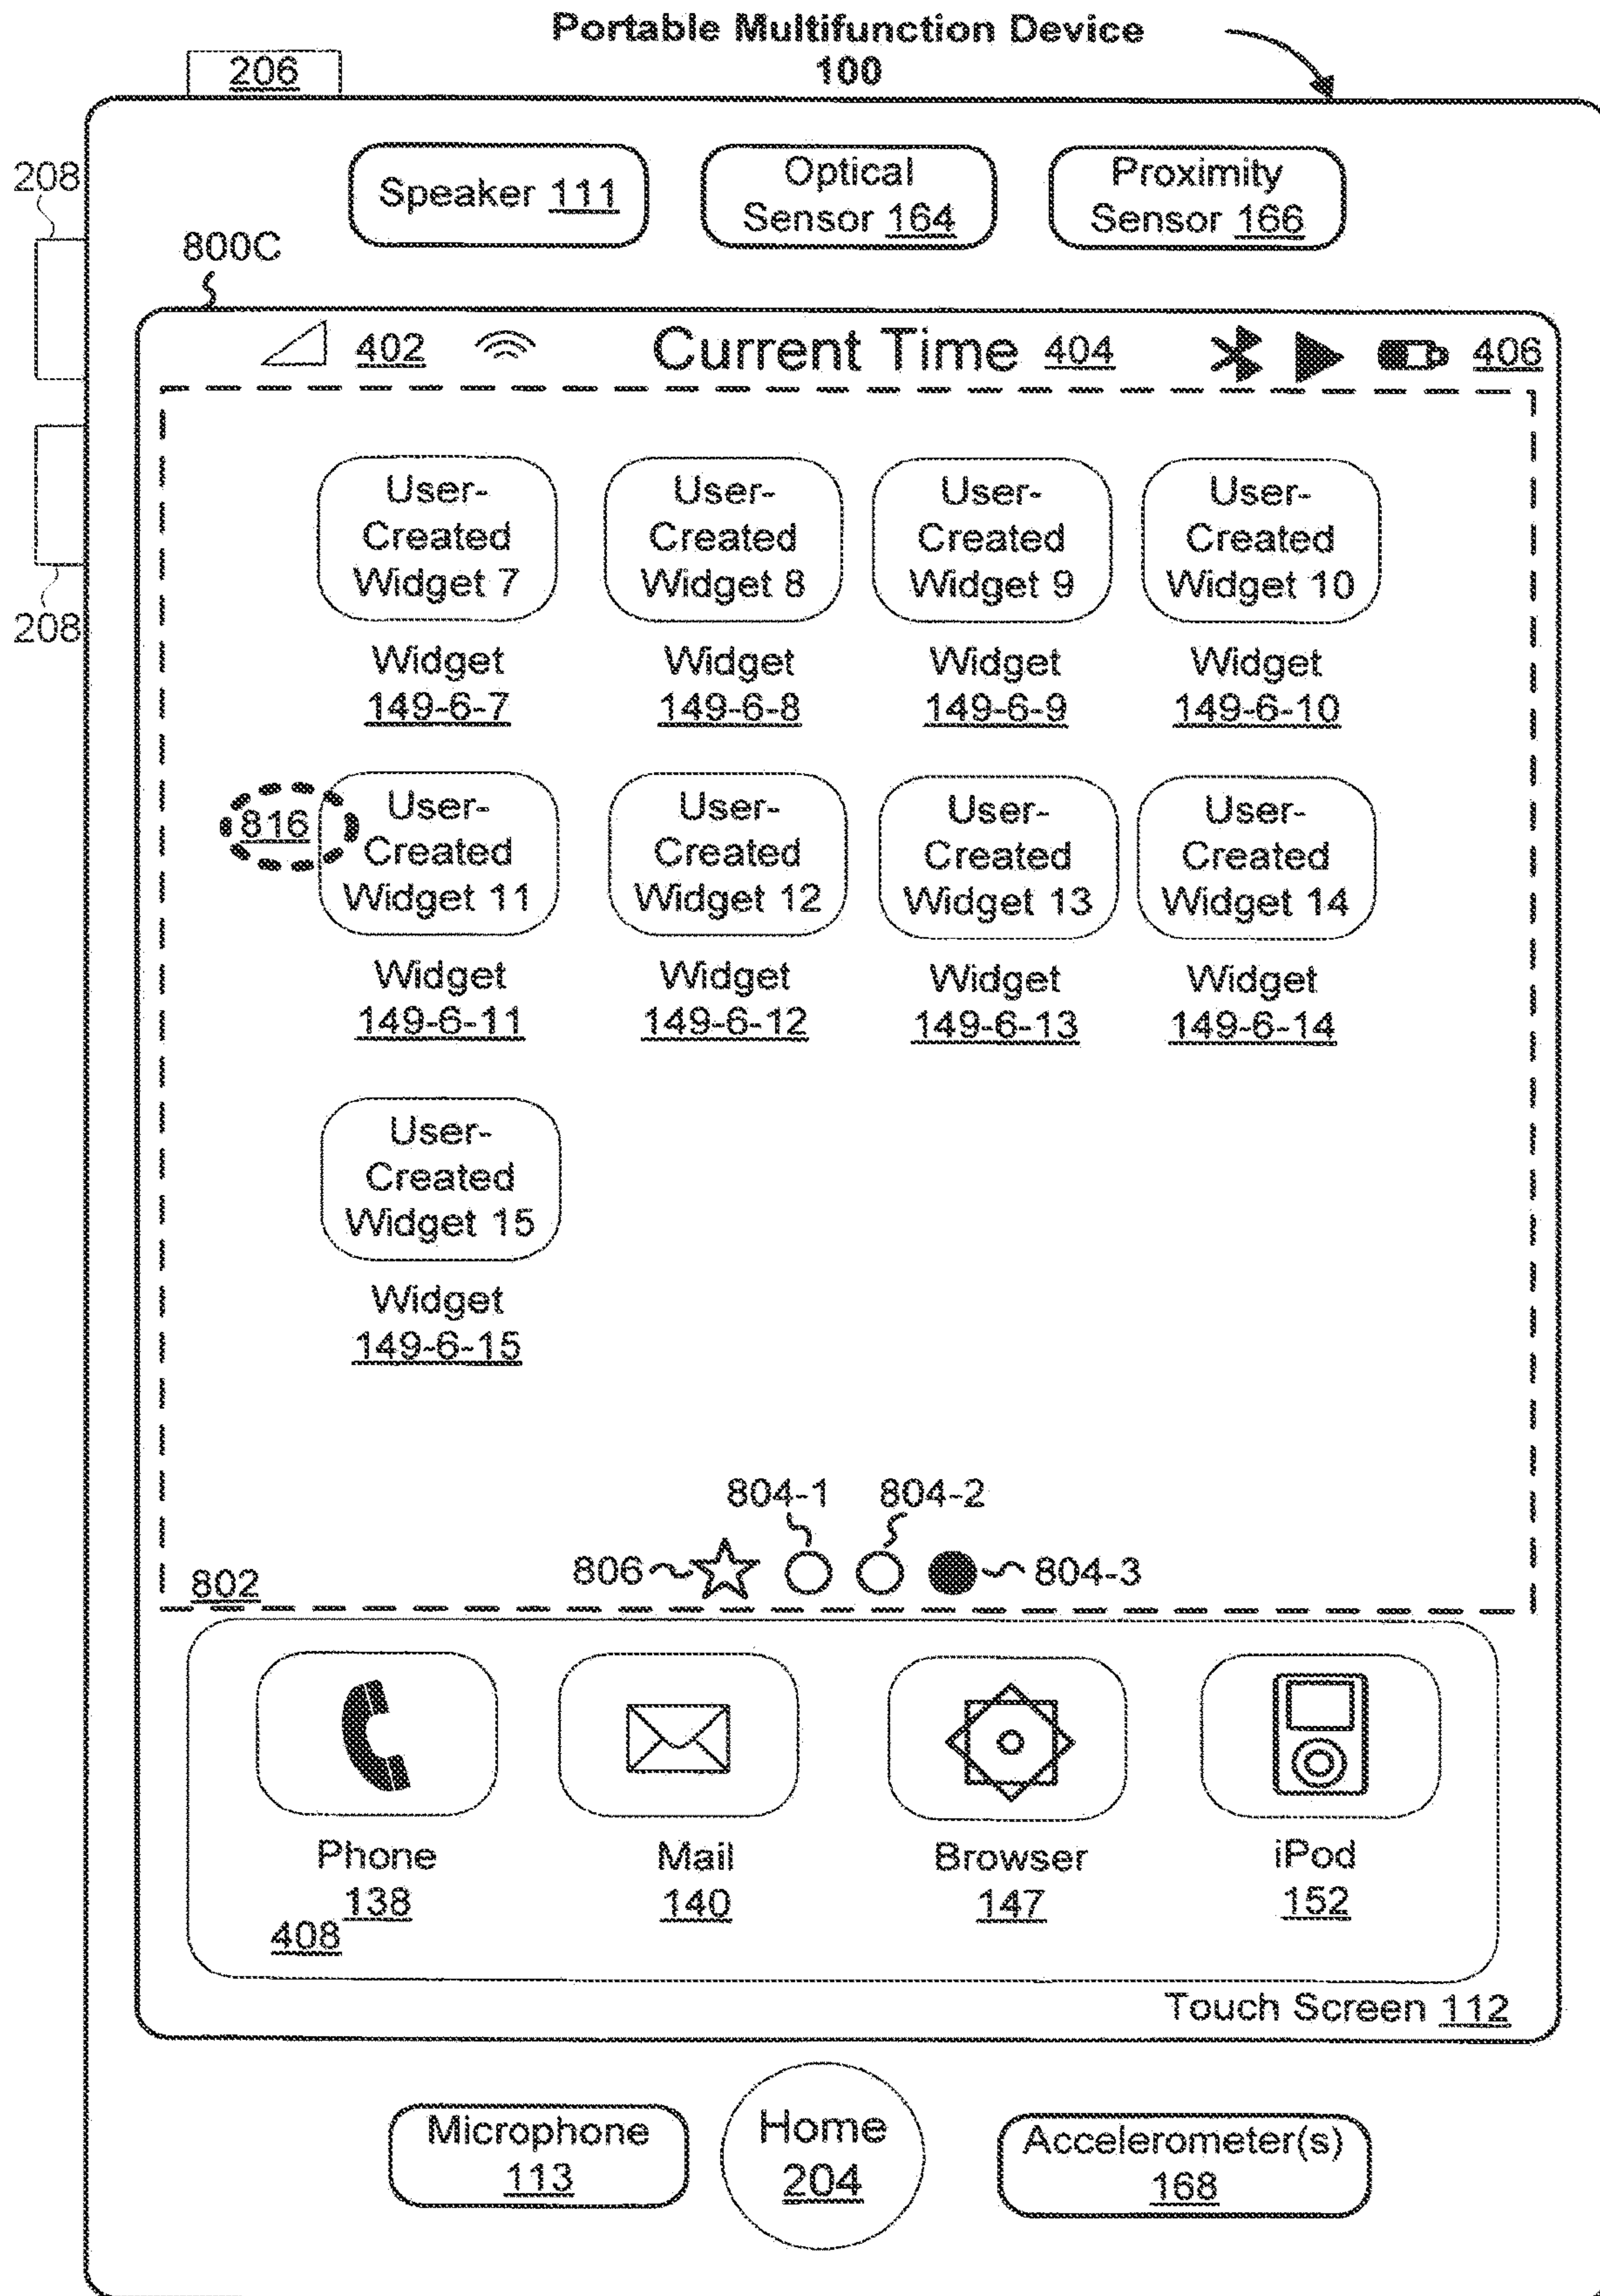 Portable Multifunction Device
100
206
208
Speaker 111
Optical
Sensor 164
Proximity
Sensor 166
800C
402
Current Time 404
406
208
User-
Created
Widget 7
User-
Created
Widget 8
User-
Created
Widget 9
User-
Created
Widget 10
Widget
149-6-7
Widget
149-6-8
Widget
149-6-9
Widget
149-6-10
816
User-
Created
Widget 11
User-
Created
Widget 12
User-
Created
Widget 13
User-
Created
Widget 14
Widget
149-6-11
Widget
149-6-12
Widget
149-6-13
Widget
149-6-14
User-
Created
Widget 15
Widget
149-6-15
804-1
804-2
806
804-3
802
Phone
138
Mail
140
Browser
147
iPod
152
408
Touch Screen 112
Microphone
113
Home
204
Accelerometer(s)
168